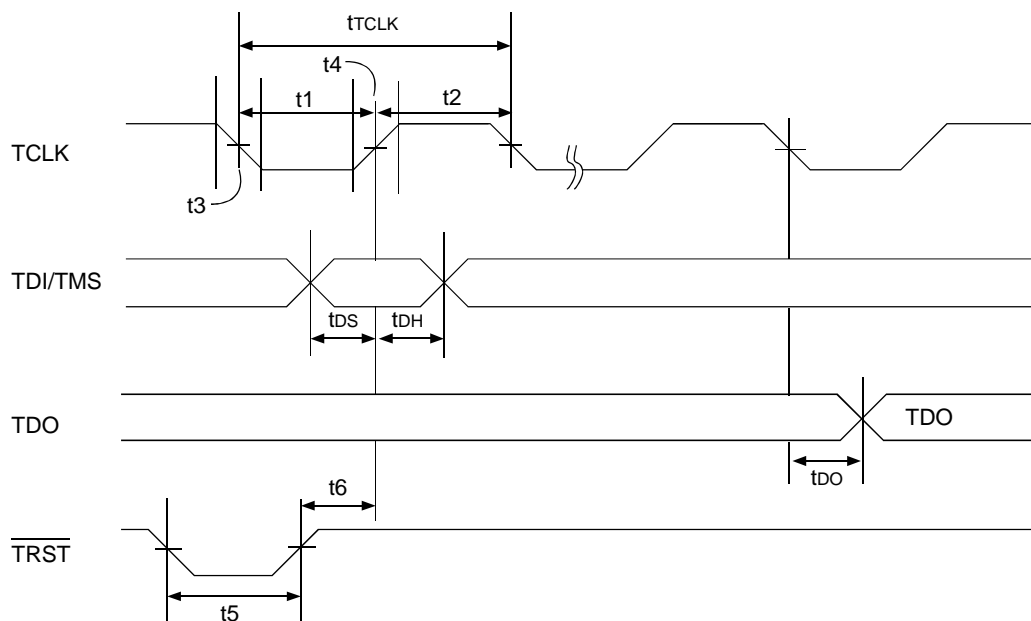 tTCLK
t4
t1
t2
TCLK
t3
TDI/TMS
tDS
tDH
TDO
TDO
tDO
t6
TRST
t5